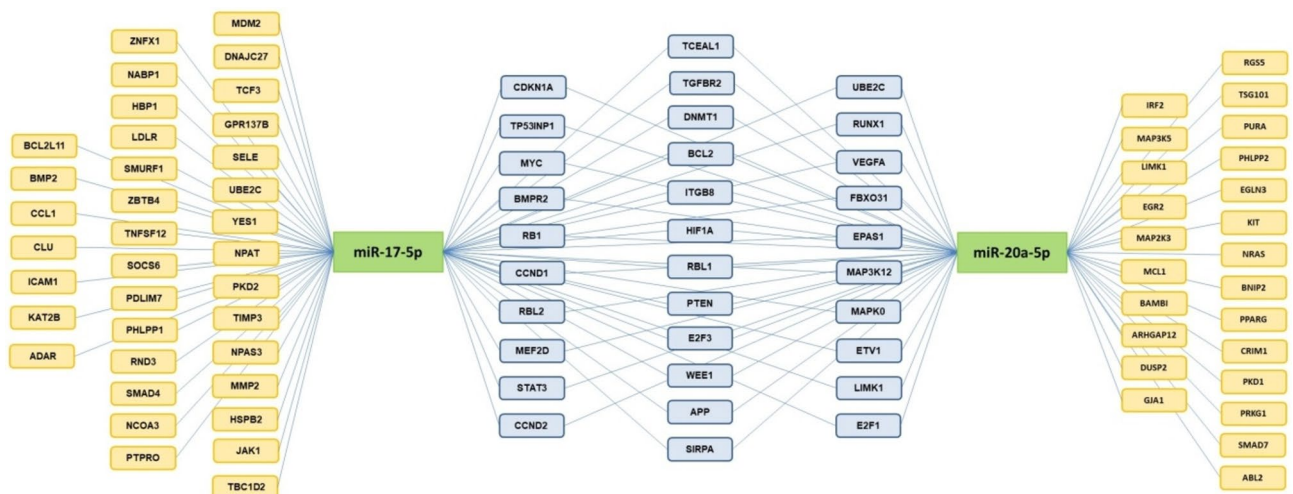 BCL2L11
BMP2
CCL1
CLU
ICAM1
KAT2B
ADAR
ZNFX1
NABP1
HBP1
LDLR
SMURF1
ZBTB4
TNFSF12
SOCS6
PDLIM7
PHLPP1
RND3
SMAD4
NCOA3
PTPRO
MDM2
DNAJC27
TCF3
GPR137B
SELE
UBE2C
YES1
NPAT
PKD2
TIMP3
NPAS3
MMP2
HSPB2
JAK1
TBC1D2
miR-17-5p
CDKN1A
TP53INP1
MYC
BMPR2
RB1
CCND1
RBL2
MEF2D
STAT3
CCND2
TCEAL1
TGFBR2
DNMT1
BCL2
ITGB8
HIF1A
RBL1
PTEN
E2F3
WEE1
APP
SIRPA
UBE2C
RUNX1
VEGFA
FBXO31
EPAS1
MAP3K12
MAPK0
ETV1
LIMK1
E2F1
miR-20a-5p
IRF2
MAP3K5
LIMK1
EGR2
MAP2K3
MCL1
BAMBI
ARHGAP12
DUSP2
GJA1
RGS5
TSG101
PURA
PHLPP2
EGLN3
KIT
NRAS
BNIP2
PPARG
CRIM1
PKD1
PRKG1
SMAD7
ABL2